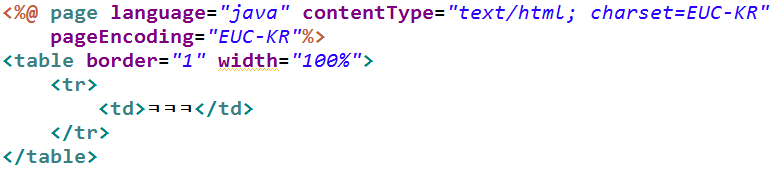 <%@ page language="java" contentType="text/html; charset=EUC-KR"
    pageEncoding="EUC-KR"%>
<table border="1" width="100%">
    <tr>
        <td>ㅋㅋㅋ</td>
    </tr>
</table>